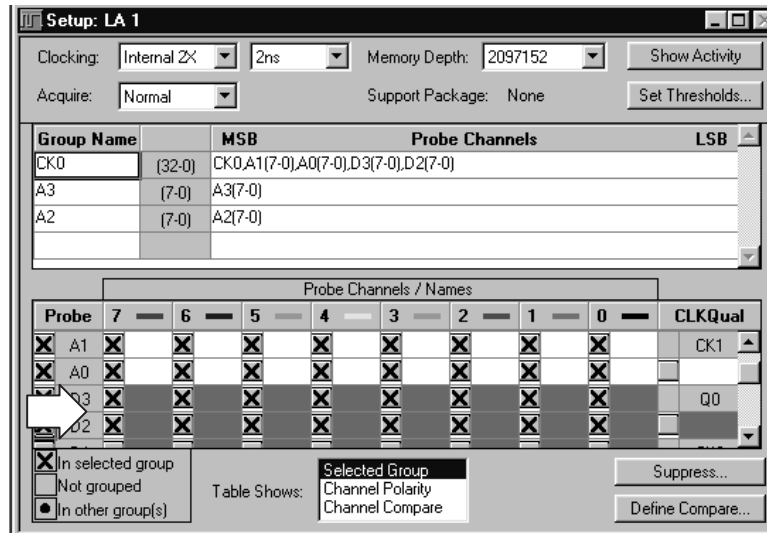 Setup: LA 1
Clocking: Internal 2X 2ns Memory Depth: 2097152 Show Activity
Acquire: Normal Support Package: None Set Thresholds...
Group Name MSB Probe Channels LSB
CK0 (32-0) CK0,A1(7-0),A0(7-0),D3(7-0),D2(7-0)
A3 (7-0) A3(7-0)
A2 (7-0) A2(7-0)
Probe Channels / Names
Probe 7 6 5 4 3 2 1 0 CLKQual
A1 CK1
A0
D3 Q0
D2
In selected group
Not grouped
In other group(s)
Table Shows:
Selected Group
Channel Polarity
Channel Compare
Suppress...
Define Compare...